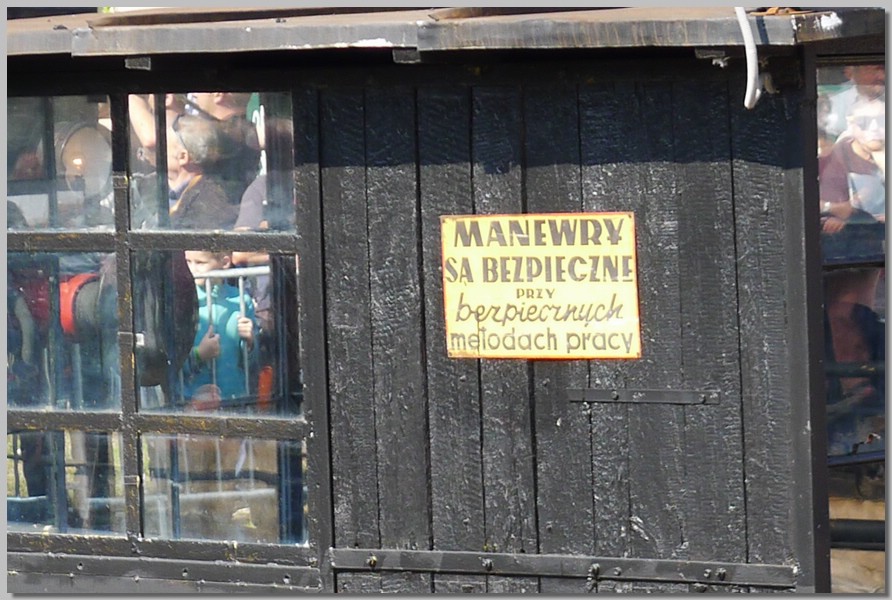 MANEWRY
SĄ BEZPIECZNE
PRZY
bezpiecznych
metodach pracy